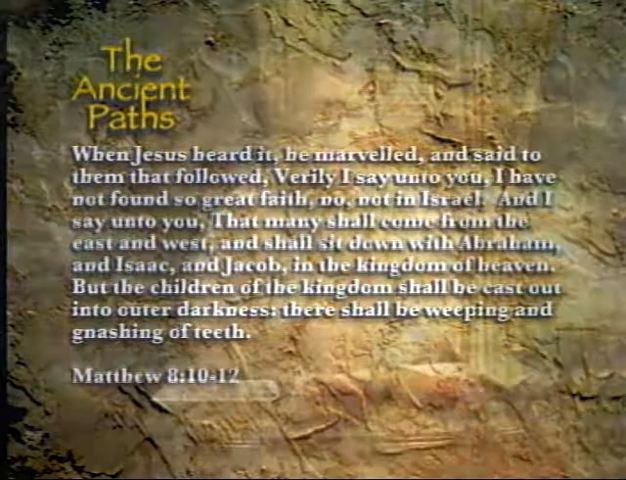 The
Ancient
Paths
When Jesus heard it, he marvelled, and said to
them that followed, Verily I say unto you, I have
not found so great faith, no, not in Israel. And I
say unto you, That many shall come from the
east and west, and shall sit down with Abraham,
and Isaac, and Jacob, in the kingdom of heaven.
But the children of the kingdom shall be cast out
into outer darkness: there shall be weeping and
gnashing of teeth.
Matthew 8:10-12